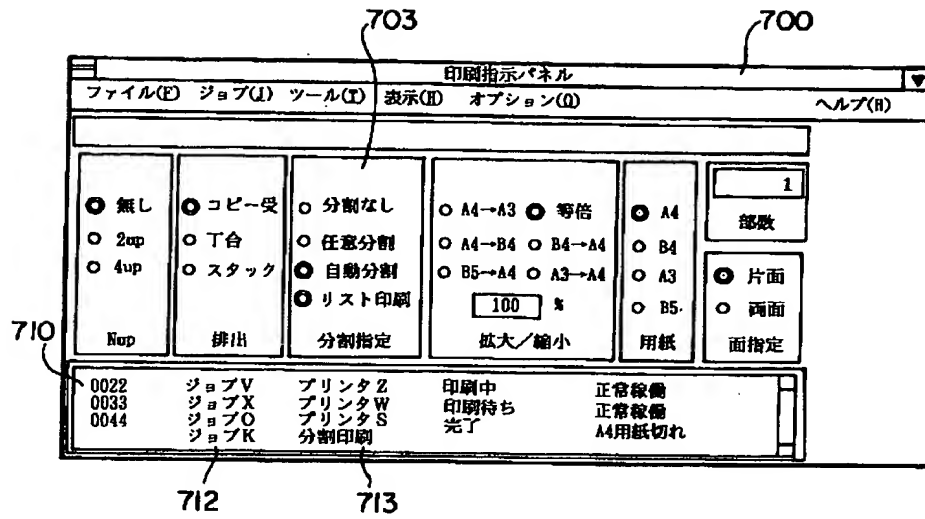 703
700
印刷指示パネル
ファイル(F) ジョブ(J) ツール(T) 表示(H) オプション(O) ヘルプ(H)
無し
2up
4up
Nup
コピー受
丁合
スタック
排出
分割なし
任意分割
自動分割
リスト印刷
分割指定
A4→A3 等倍
A4→B4 B4→A4
B5→A4 A3→A4
100 %
拡大/縮小
A4
B4
A3
B5
用紙
1
部数
片面
両面
面指定
710
0022 ジョブV プリンタZ 印刷中 正常稼働
0033 ジョブX プリンタW 印刷待ち 正常稼働
0044 ジョブO プリンタS 完了 A4用紙切れ
ジョブK 分割印刷
712
713